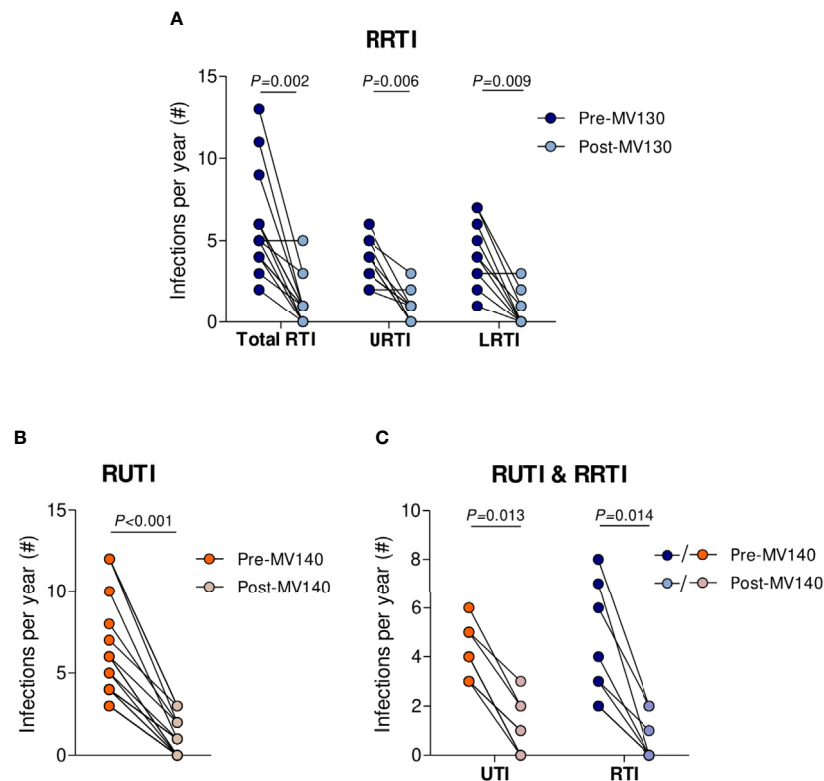 A
RRTI
Infections per year (#)
15
10
5
0
P=0.002
P=0.006
P=0.009
Pre-MV130
Post-MV130
Total RTI
URTI
LRTI
B
RUTI
Infections per year (#)
15
10
5
0
P<0.001
Pre-MV140
Post-MV140
C
RUTI & RRTI
Infections per year (#)
10
8
6
4
2
0
P=0.013
P=0.014
/ Pre-MV140
/ Post-MV140
UTI
RTI